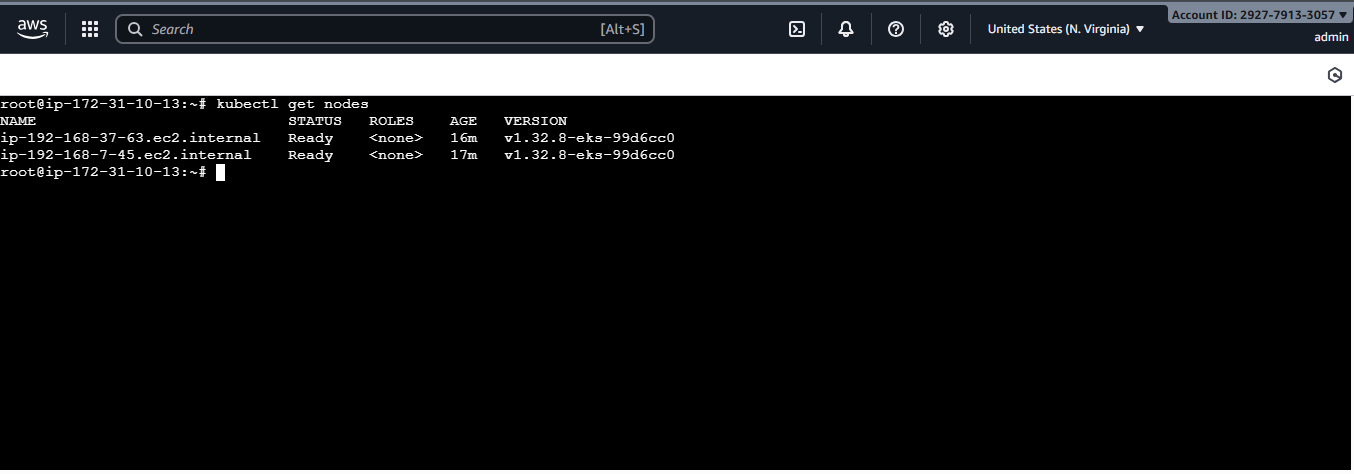 Account ID: 2927-7913-3057
aws Search [Alt+S] United States (N. Virginia)
admin
root@ip-172-31-10-13:~# kubectl get nodes
NAME STATUS ROLES AGE VERSION
ip-192-168-37-63.ec2.internal Ready <none> 16m v1.32.8-eks-99d6cc0
ip-192-168-7-45.ec2.internal Ready <none> 17m v1.32.8-eks-99d6cc0
root@ip-172-31-10-13:~#